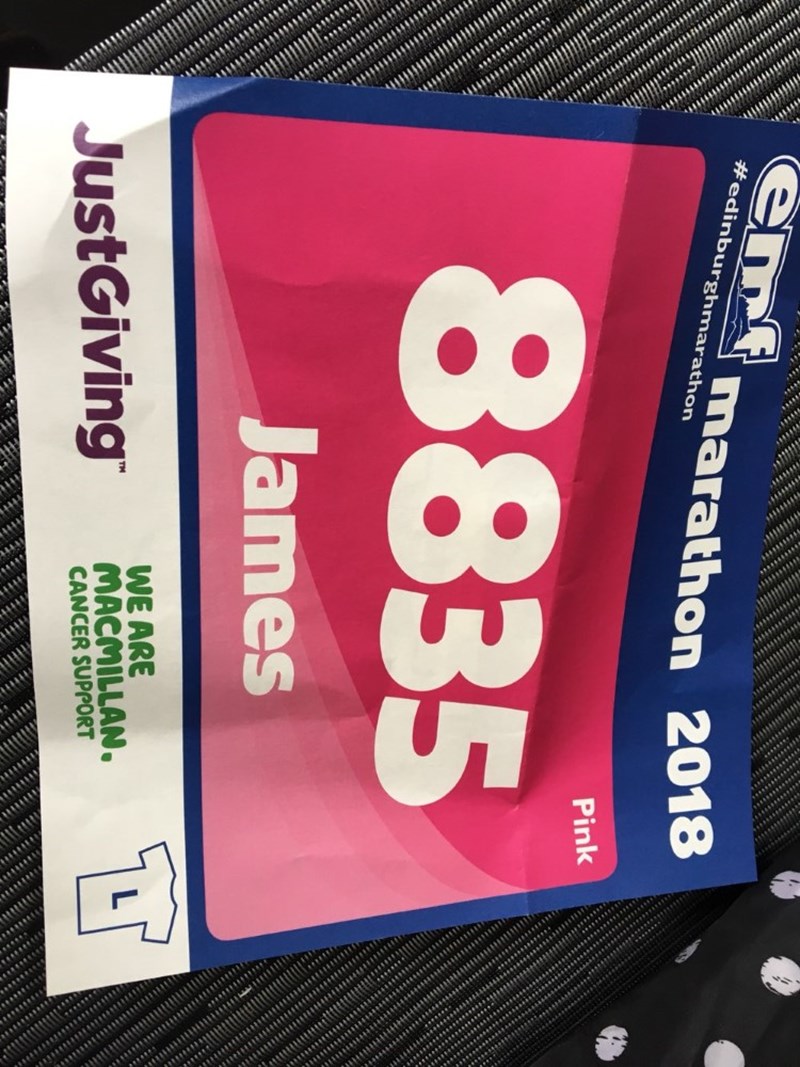 emf marathon 2018
#edinburghmarathon
Pink
8835
James
JustGiving™
WE ARE
MACMILLAN.
CANCER SUPPORT
L